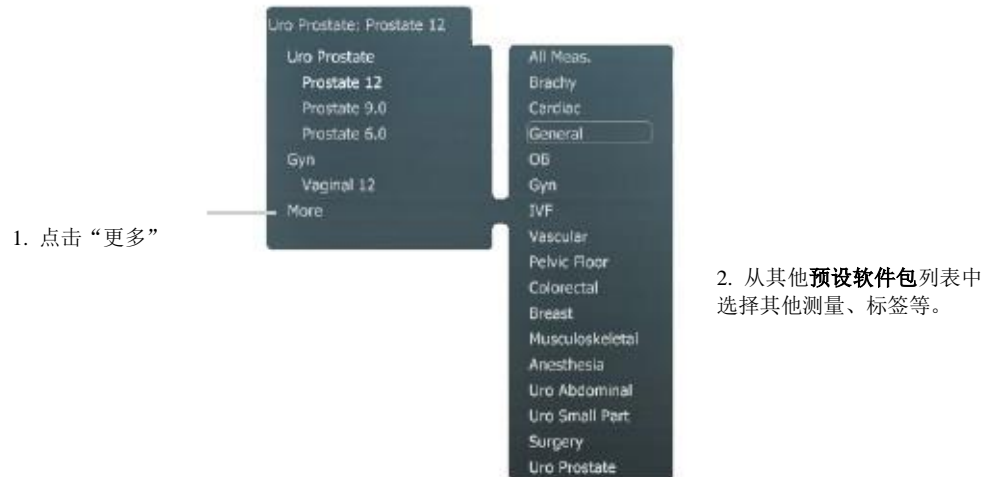 Uro Prostate: Prostate 12
Uro Prostate
Prostate 12
Prostate 9.0
Prostate 6.0
Gyn
Vaginal 12
More
All Meas.
Brachy
Cardiac
General
OB
Gyn
IVF
Vascular
Pelvic Floor
Colorectal
Breast
Musculoskeletal
Anesthesia
Uro Abdominal
Uro Small Part
Surgery
Uro Prostate
1. 点击“更多”
2. 从其他预设软件包列表中
选择其他测量、标签等。